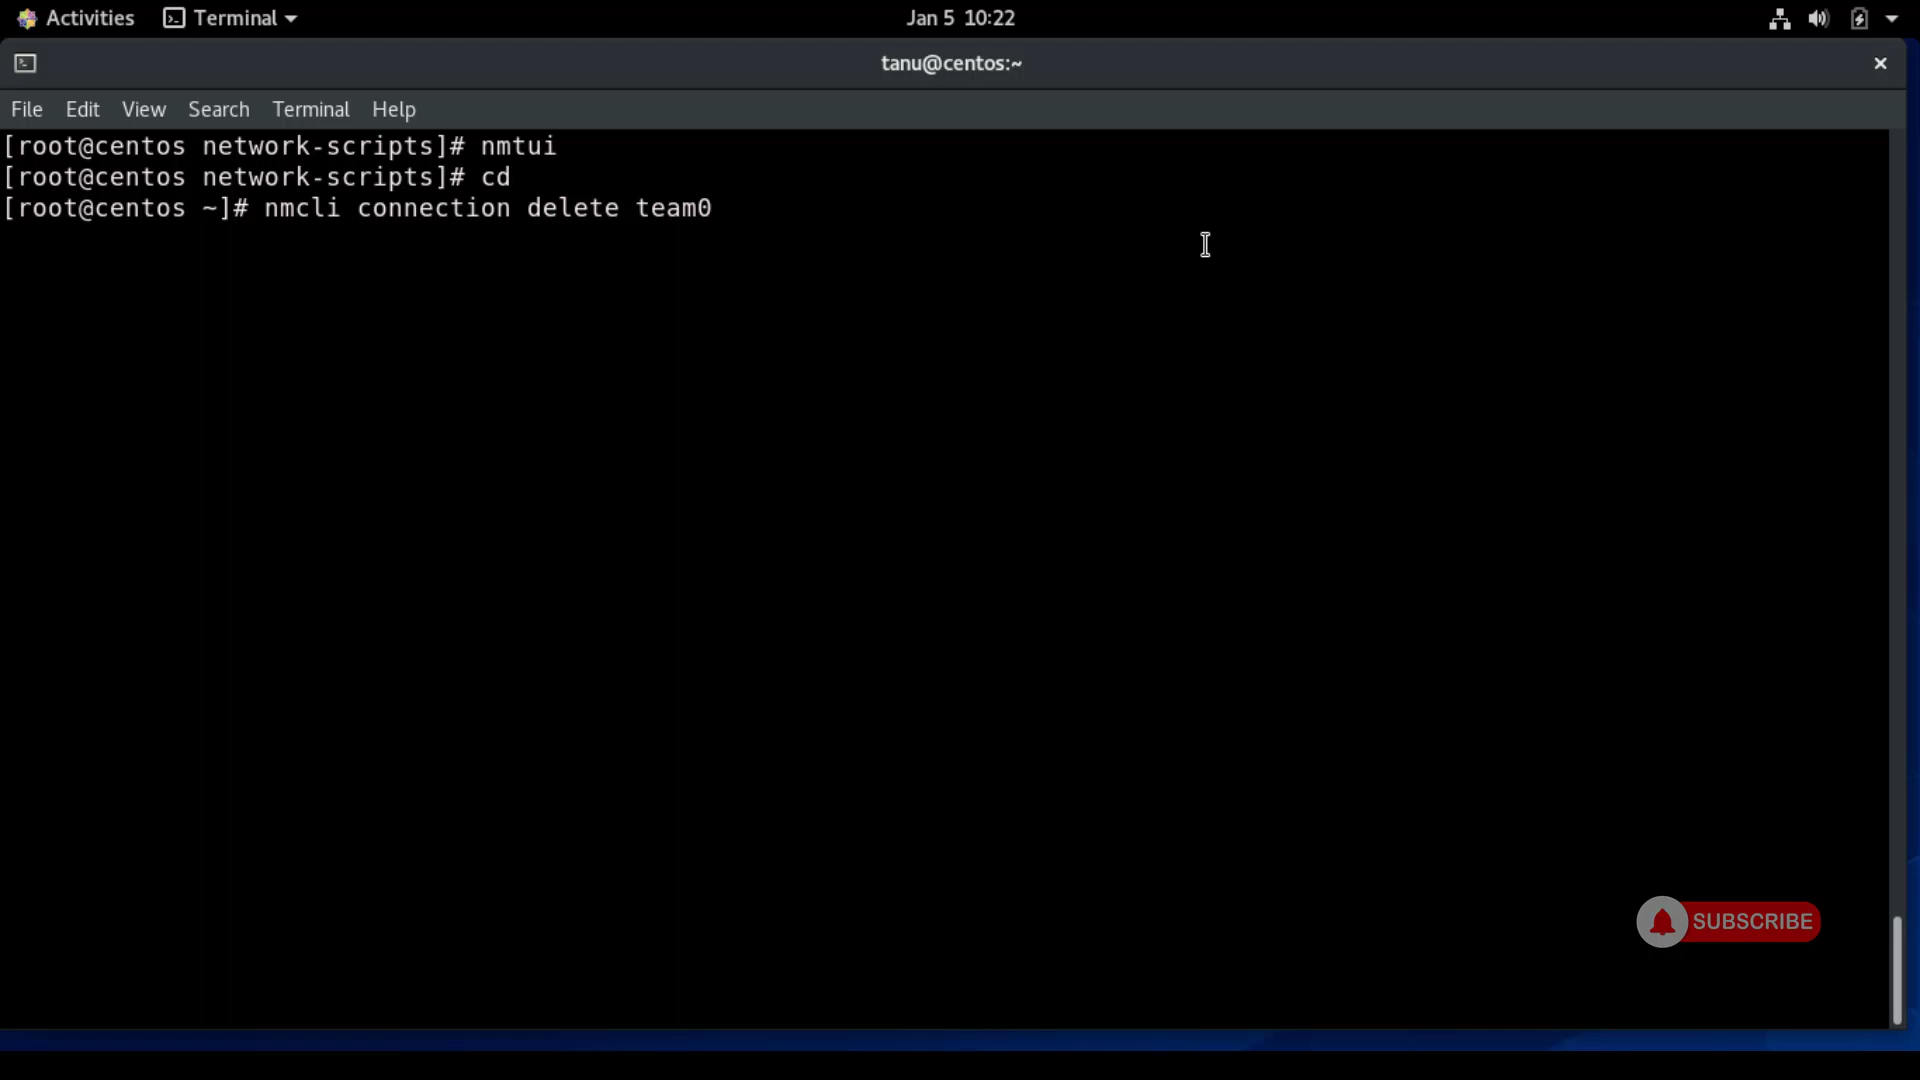 Activities Terminal Jan 5 10:22
tanu@centos:~ ×
File Edit View Search Terminal Help
[root@centos network-scripts]# nmtui
[root@centos network-scripts]# cd
[root@centos ~]# nmcli connection delete team0
SUBSCRIBE